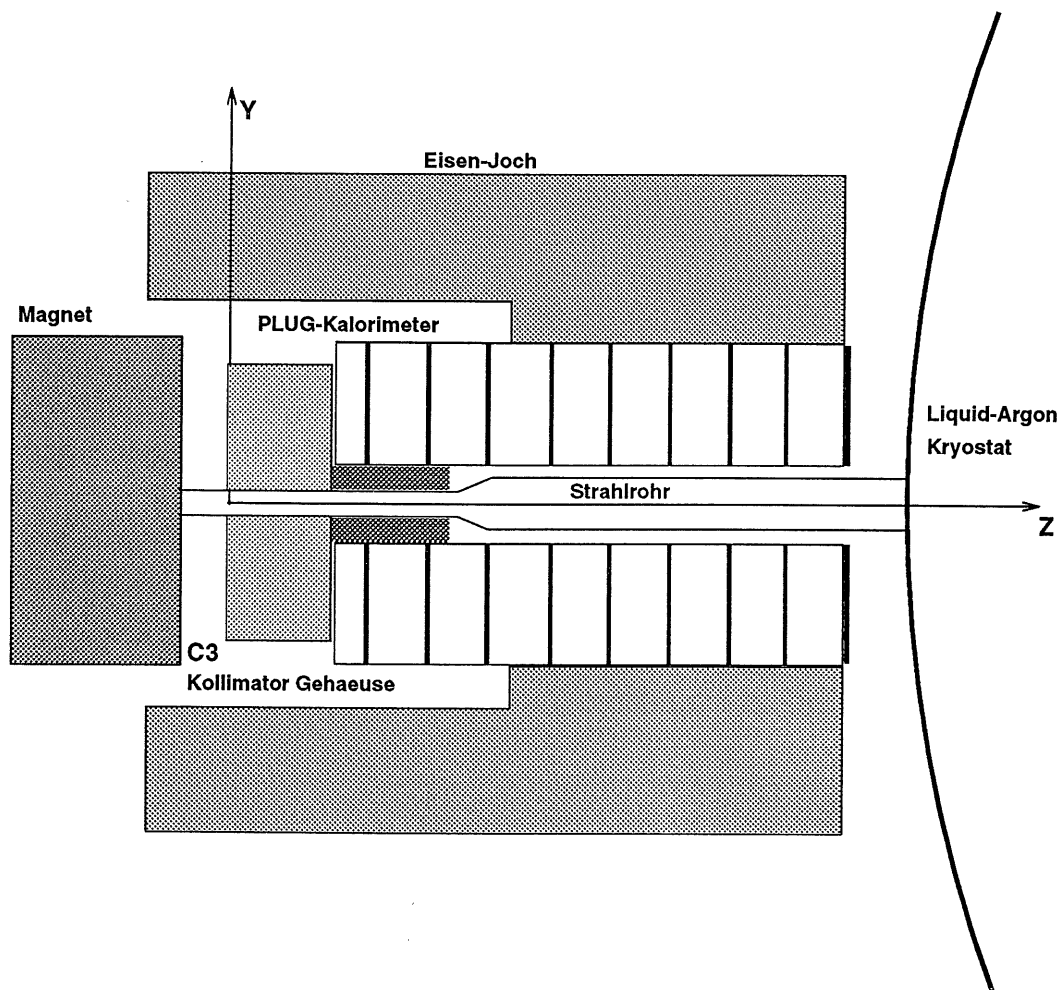 Y
Eisen-Joch
Magnet
PLUG-Kalorimeter
Liquid-Argon
Kryostat
Strahlrohr
Z
C3
Kollimator Gehaeuse